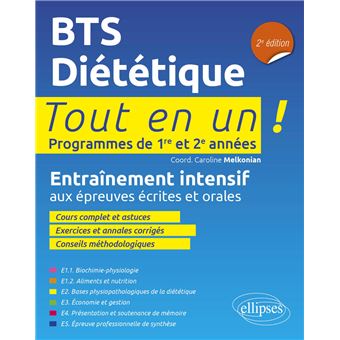 BTS
2e édition
Diététique
Tout en un !
Programmes de 1re et 2e années
Coord. Caroline Melkonian
Entraînement intensif
aux épreuves écrites et orales
Cours complet et astuces
Exercices et annales corrigés
Conseils méthodologiques
E1.1. Biochimie-physiologie
E1.2. Aliments et nutrition
E2. Bases physiopathologiques de la diététique
E3. Économie et gestion
E4. Présentation et soutenance de mémoire
E5. Épreuve professionnelle de synthèse
ellipses